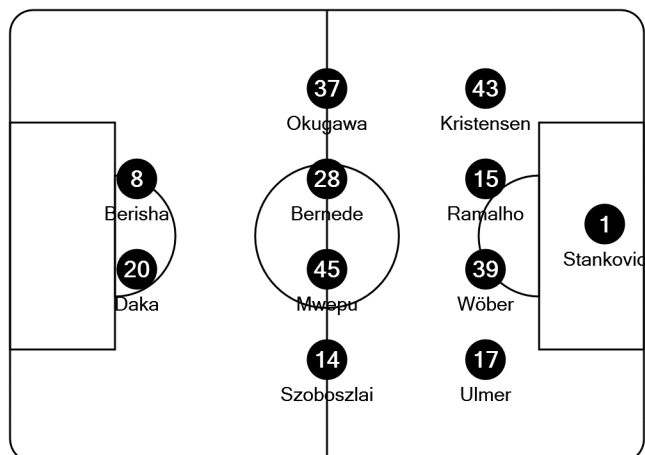 37
Okugawa
43
Kristensen
8
Berisha
28
Bernede
15
Ramalho
1
Stankovic
20
Daka
45
Mwepu
39
Wöber
14
Szoboszlai
17
Ulmer